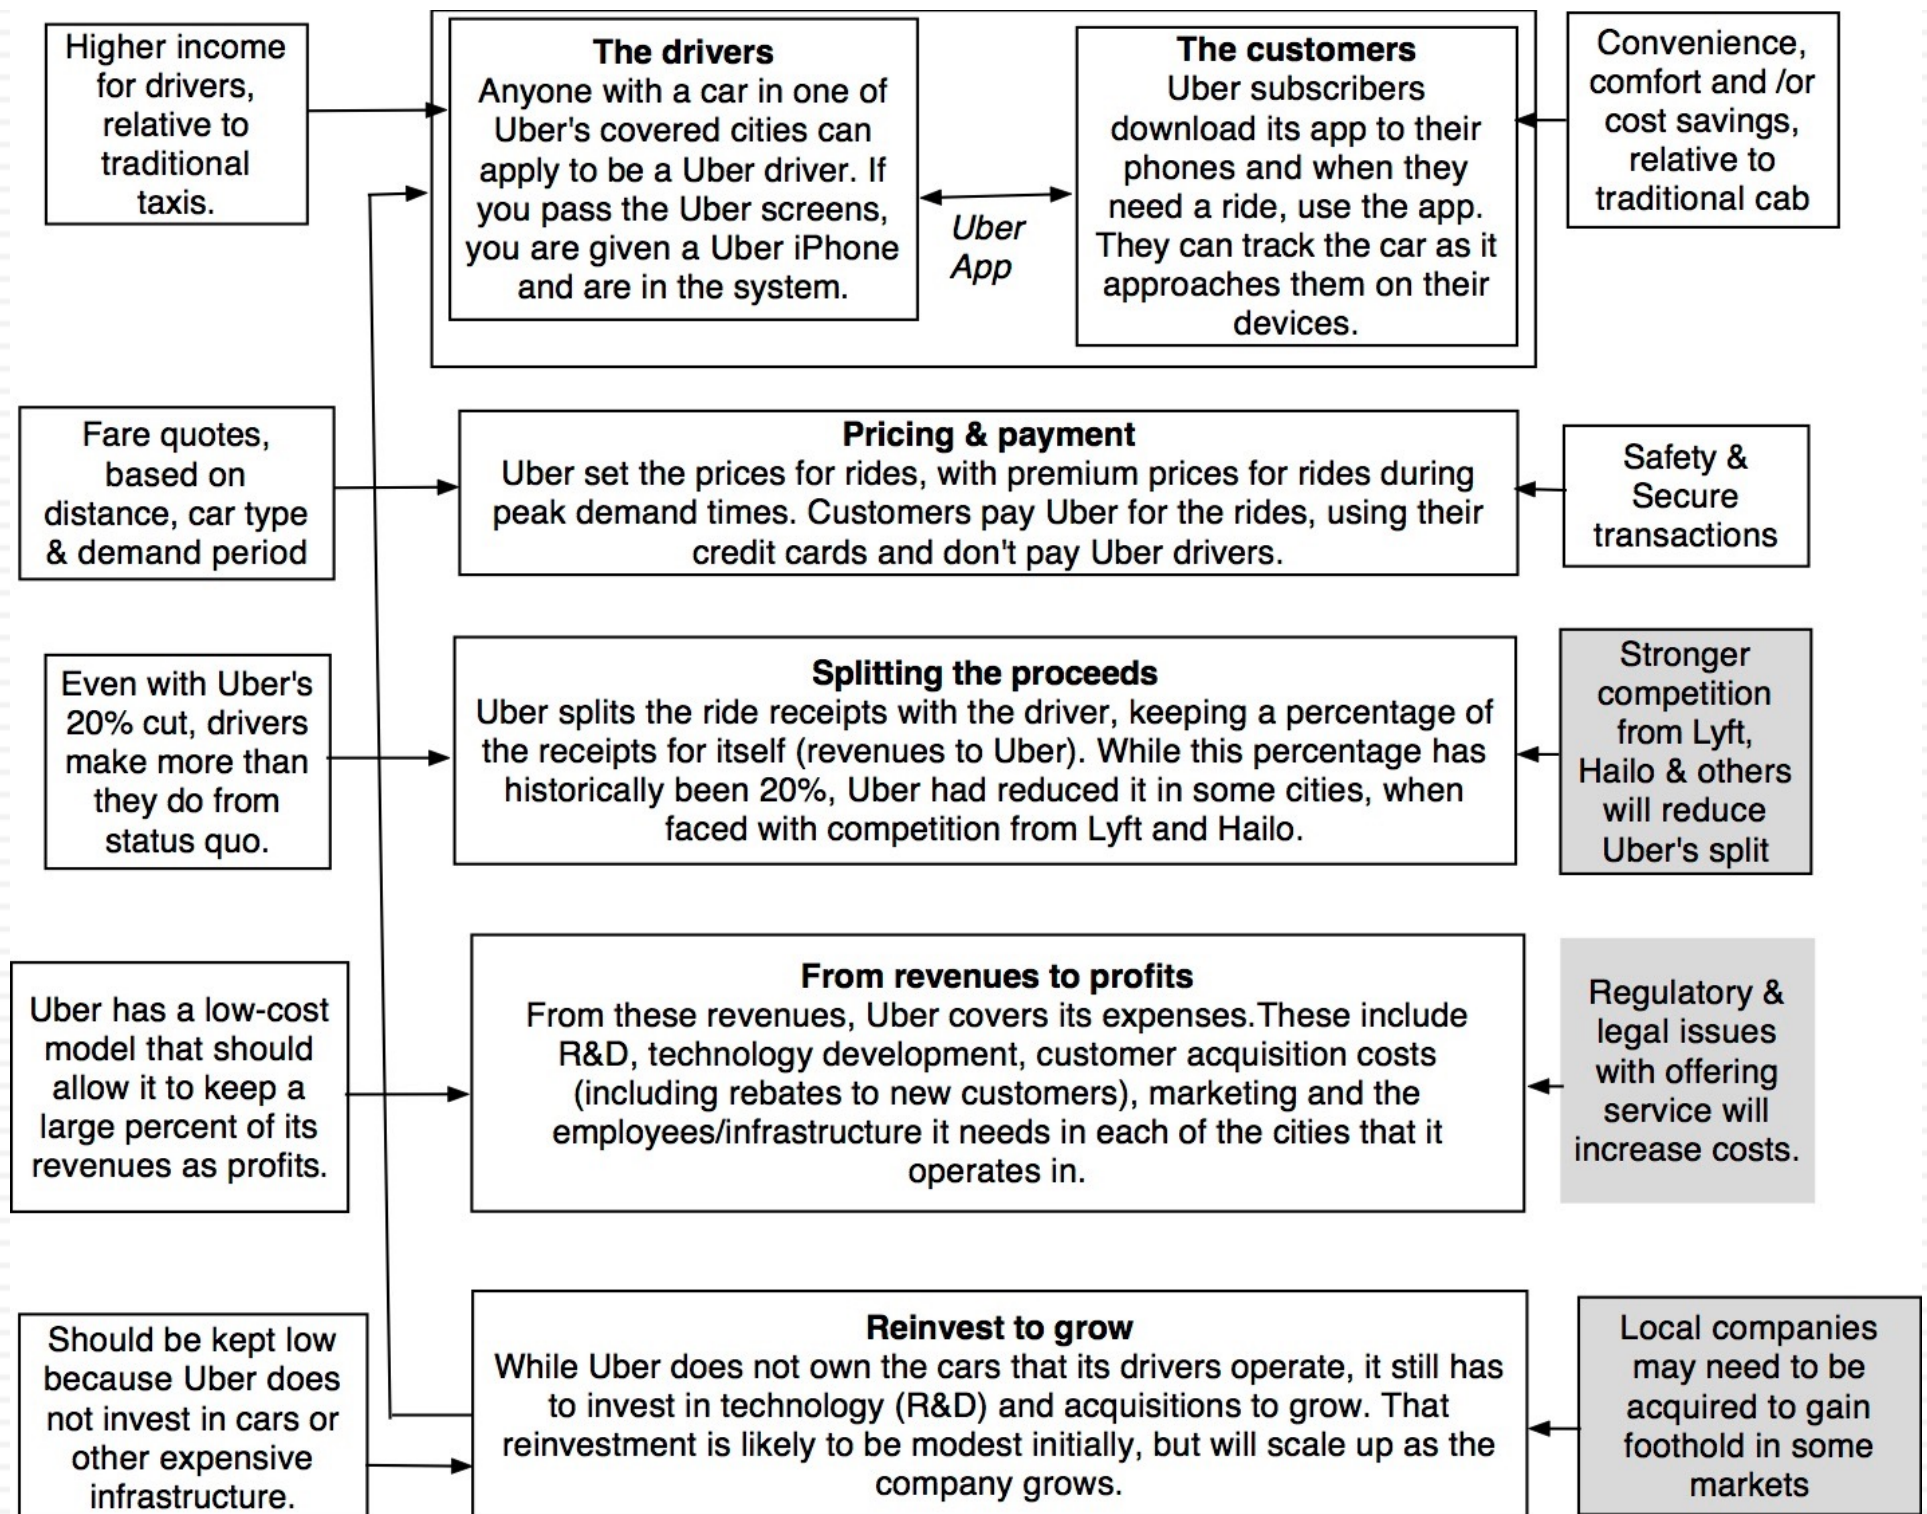 Higher income
for drivers,
relative to
traditional
taxis.
The drivers
Anyone with a car in one of
Uber's covered cities can
apply to be a Uber driver. If
you pass the Uber screens,
you are given a Uber iPhone
and are in the system.
Uber
App
The customers
Uber subscribers
download its app to their
phones and when they
need a ride, use the app.
They can track the car as it
approaches them on their
devices.
Convenience,
comfort and /or
cost savings,
relative to
traditional cab
Fare quotes,
based on
distance, car type
& demand period
Pricing & payment
Uber set the prices for rides, with premium prices for rides during
peak demand times. Customers pay Uber for the rides, using their
credit cards and don't pay Uber drivers.
Safety &
Secure
transactions
Even with Uber's
20% cut, drivers
make more than
they do from
status quo.
Splitting the proceeds
Uber splits the ride receipts with the driver, keeping a percentage of
the receipts for itself (revenues to Uber). While this percentage has
historically been 20%, Uber had reduced it in some cities, when
faced with competition from Lyft and Hailo.
Stronger
competition
from Lyft,
Hailo & others
will reduce
Uber's split
Uber has a low-cost
model that should
allow it to keep a
large percent of its
revenues as profits.
From revenues to profits
From these revenues, Uber covers its expenses.These include
R&D, technology development, customer acquisition costs
(including rebates to new customers), marketing and the
employees/infrastructure it needs in each of the cities that it
operates in.
Regulatory &
legal issues
with offering
service will
increase costs.
Should be kept low
because Uber does
not invest in cars or
other expensive
infrastructure.
Reinvest to grow
While Uber does not own the cars that its drivers operate, it still has
to invest in technology (R&D) and acquisitions to grow. That
reinvestment is likely to be modest initially, but will scale up as the
company grows.
Local companies
may need to be
acquired to gain
foothold in some
markets